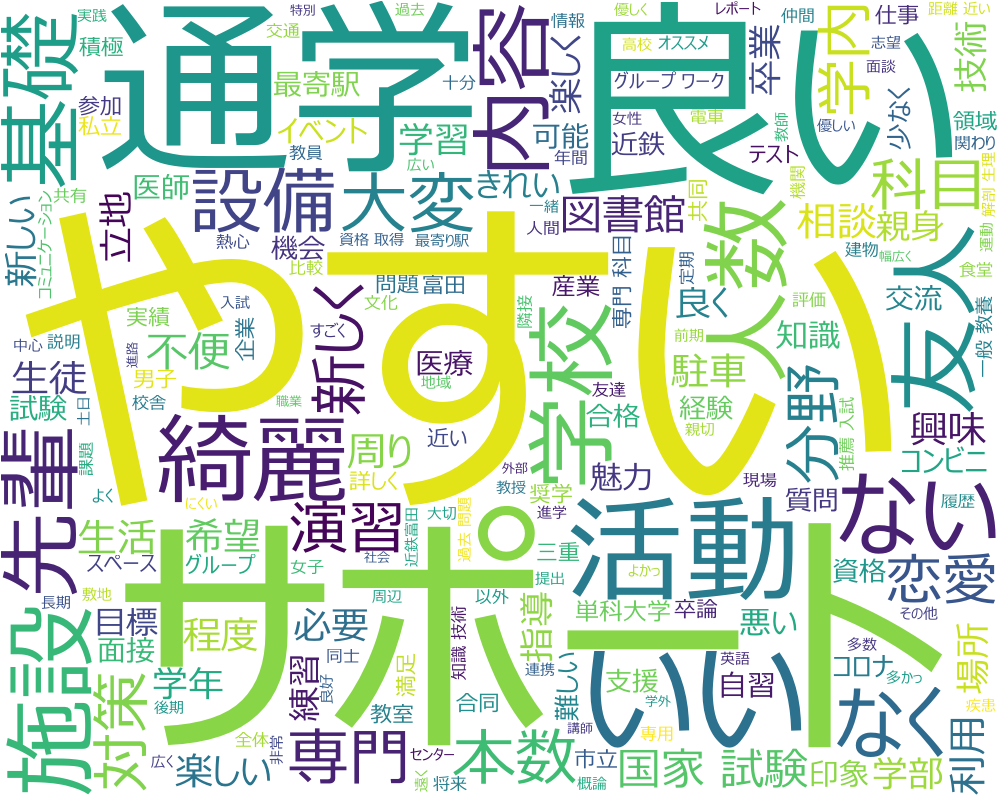 やすい
サポート
通学
良い
活動
いい
学校
ない
なく
友人
人数
施設
先輩
綺麗
設備
基礎
内容
大変
図書館
科目
学内
専門
本数
演習
恋愛
分野
国家 試験
対策
新しく
相談
親身
不便
駐車
卒業
技術
楽しく
可能
近鉄
学習
イベント
最寄駅
積極
参加
私立
医師
きれい
立地
機会
新しい
コミュニケーション
共有
熱心
資格 取得
最寄り駅
比較
問題
富田
文化
産業
専門 科目
良く
定期
共同
機関
建物
幅広く
食堂
運動
解剖 生理
関わり
領域
近い
距離
仕事
志望
面談
少なく
優しい
教師
テスト
電車
女性
年間
グループ ワーク
高校
オススメ
レポート
情報
仲間
優しく
十分
過去
特別
交通
実践
教員
広い
一緒
人間
隣接
交流
一般 教養
評価
知識
前期
友達
経験
親切
合格
地域
医療
すごく
入試
企業
実績
説明
中心
進路
男子
校舎
職業
生徒
試験
土日
課題
よく
にくい
周り
詳しく
近い
外部
教授
奨学
進学
魅力
現場
質問
推薦 入試
興味
コンビニ
履歴
資格
その他
生活
希望
スペース
グループ
近鉄富田
社会
女子
過去 問題
大切
提出
三重
以外
周辺
よかっ
単科大学
卒論
指導
悪い
場所
多数
多かっ
コロナ
英語
自習
支援
学外
難しい
連携
満足
知識 技術
必要
同士
良好
練習
程度
目標
面接
敷地
長期
学年
後期
教室
合同
講師
専用
疾患
利用
学部
印象
市立
概論
将来
遠く
センター
非常
全体
広く
楽しい